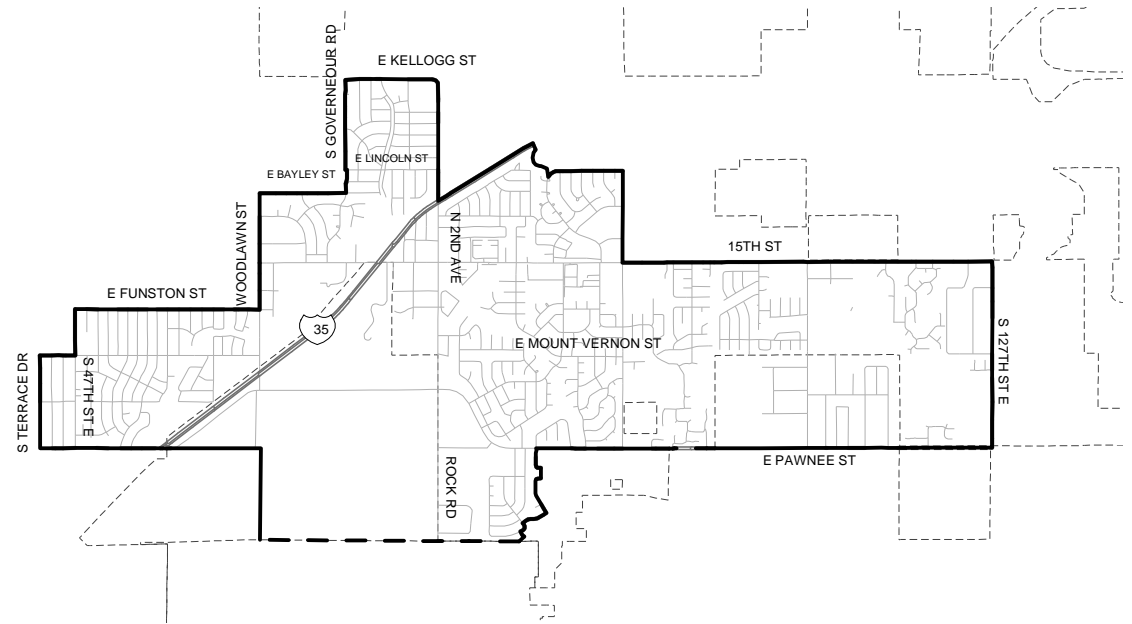 E KELLOGG ST
S GOVERNEOUR RD
E LINCOLN ST
E BAYLEY ST
WOODLAWN ST
N 2ND AVE
15TH ST
E FUNSTON ST
35
E MOUNT VERNON ST
S 127TH ST E
S TERRACE DR
S 47TH ST E
E PAWNEE ST
ROCK RD